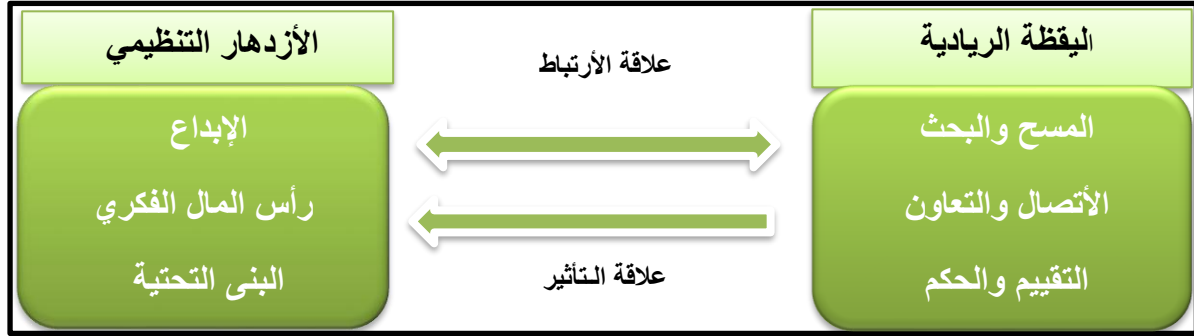 اليقظة الريادية
المسح والبحث
الأتصال والتعاون
التقييم والحكم
علاقة الأرتباط
علاقة التأثير
الأزدهار التنظيمي
الإبداع
رأس المال الفكري
البنى التحتية